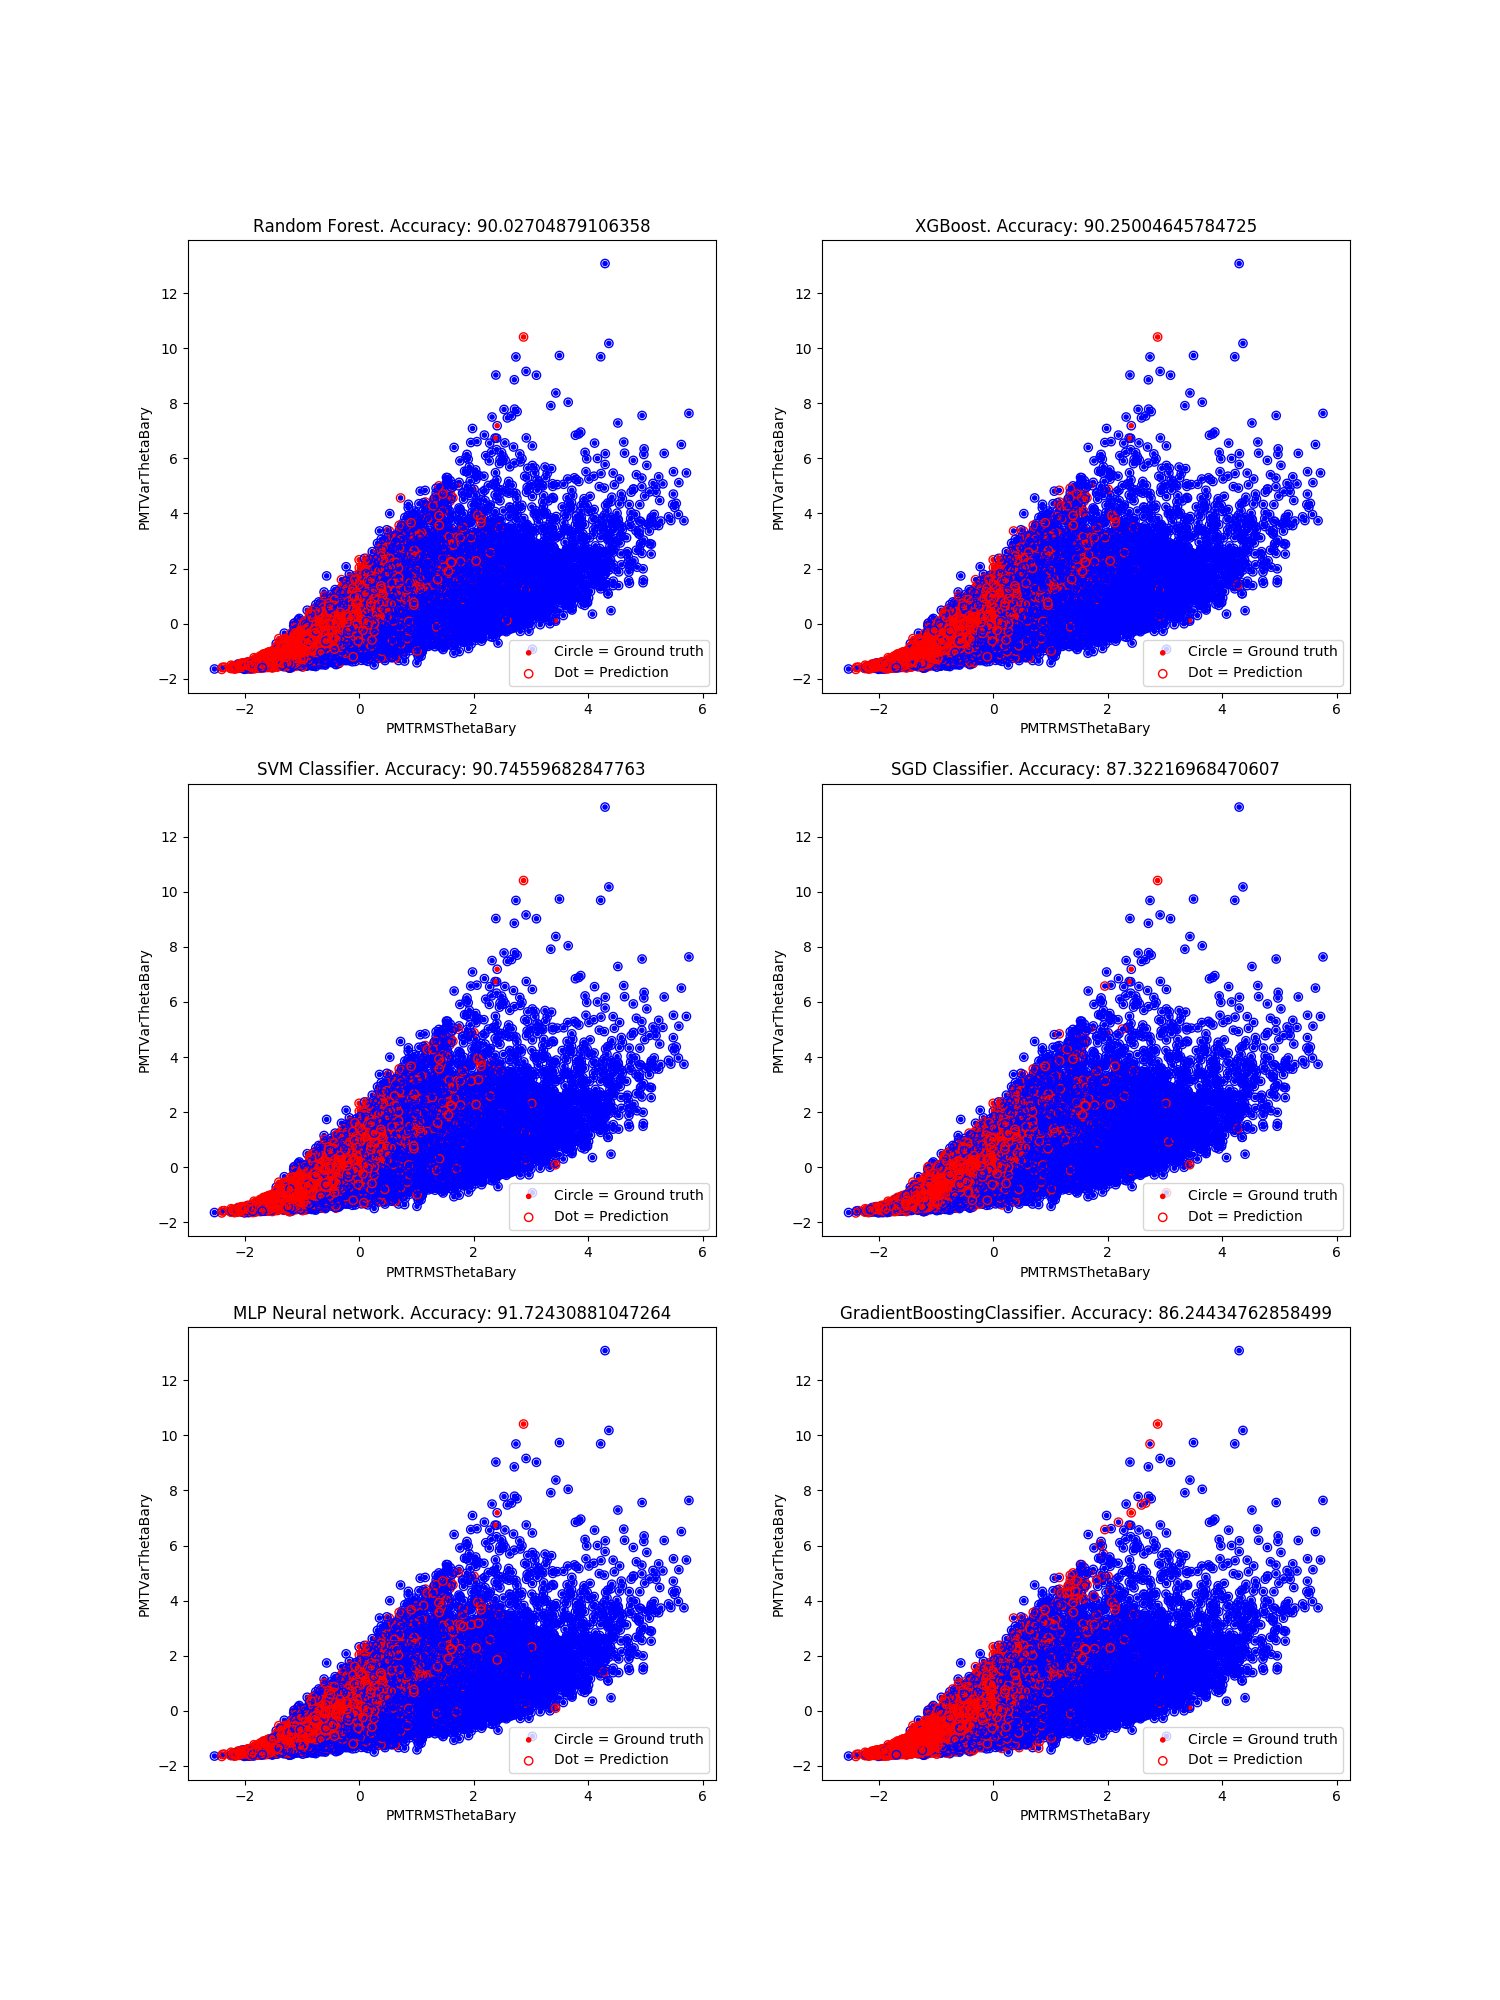 Random Forest. Accuracy: 90.02704879106358
12
10
8
6
4
2
0
−2
PMTVarThetaBary
Circle = Ground truth
Dot = Prediction
−2 0 2 4 6
PMTRMSThetaBary
XGBoost. Accuracy: 90.25004645784725
12
10
8
6
4
2
0
−2
PMTVarThetaBary
Circle = Ground truth
Dot = Prediction
−2 0 2 4 6
PMTRMSThetaBary
SVM Classifier. Accuracy: 90.74559682847763
12
10
8
6
4
2
0
−2
PMTVarThetaBary
Circle = Ground truth
Dot = Prediction
−2 0 2 4 6
PMTRMSThetaBary
SGD Classifier. Accuracy: 87.32216968470607
12
10
8
6
4
2
0
−2
PMTVarThetaBary
Circle = Ground truth
Dot = Prediction
−2 0 2 4 6
PMTRMSThetaBary
MLP Neural network. Accuracy: 91.72430881047264
12
10
8
6
4
2
0
−2
PMTVarThetaBary
Circle = Ground truth
Dot = Prediction
−2 0 2 4 6
PMTRMSThetaBary
GradientBoostingClassifier. Accuracy: 86.24434762858499
12
10
8
6
4
2
0
−2
PMTVarThetaBary
Circle = Ground truth
Dot = Prediction
−2 0 2 4 6
PMTRMSThetaBary